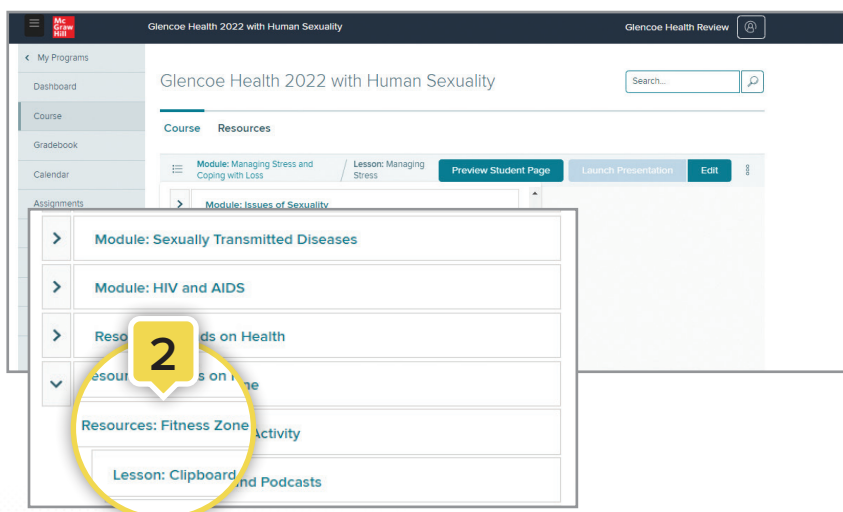 Mc
Graw
Hill
Glencoe Health 2022 with Human Sexuality
Glencoe Health Review
< My Programs
Dashboard
Course
Gradebook
Calendar
Assignments
Glencoe Health 2022 with Human Sexuality
Search...
Course Resources
Module: Managing Stress and
Coping with Loss
/ Lesson: Managing
Stress
Preview Student Page
Launch Presentation
Edit
Module: Issues of Sexuality
Module: Sexually Transmitted Diseases
Module: HIV and AIDS
on Health
2
Resources: Fitness Zone
Activity
Lesson: Clipboard
and Podcasts